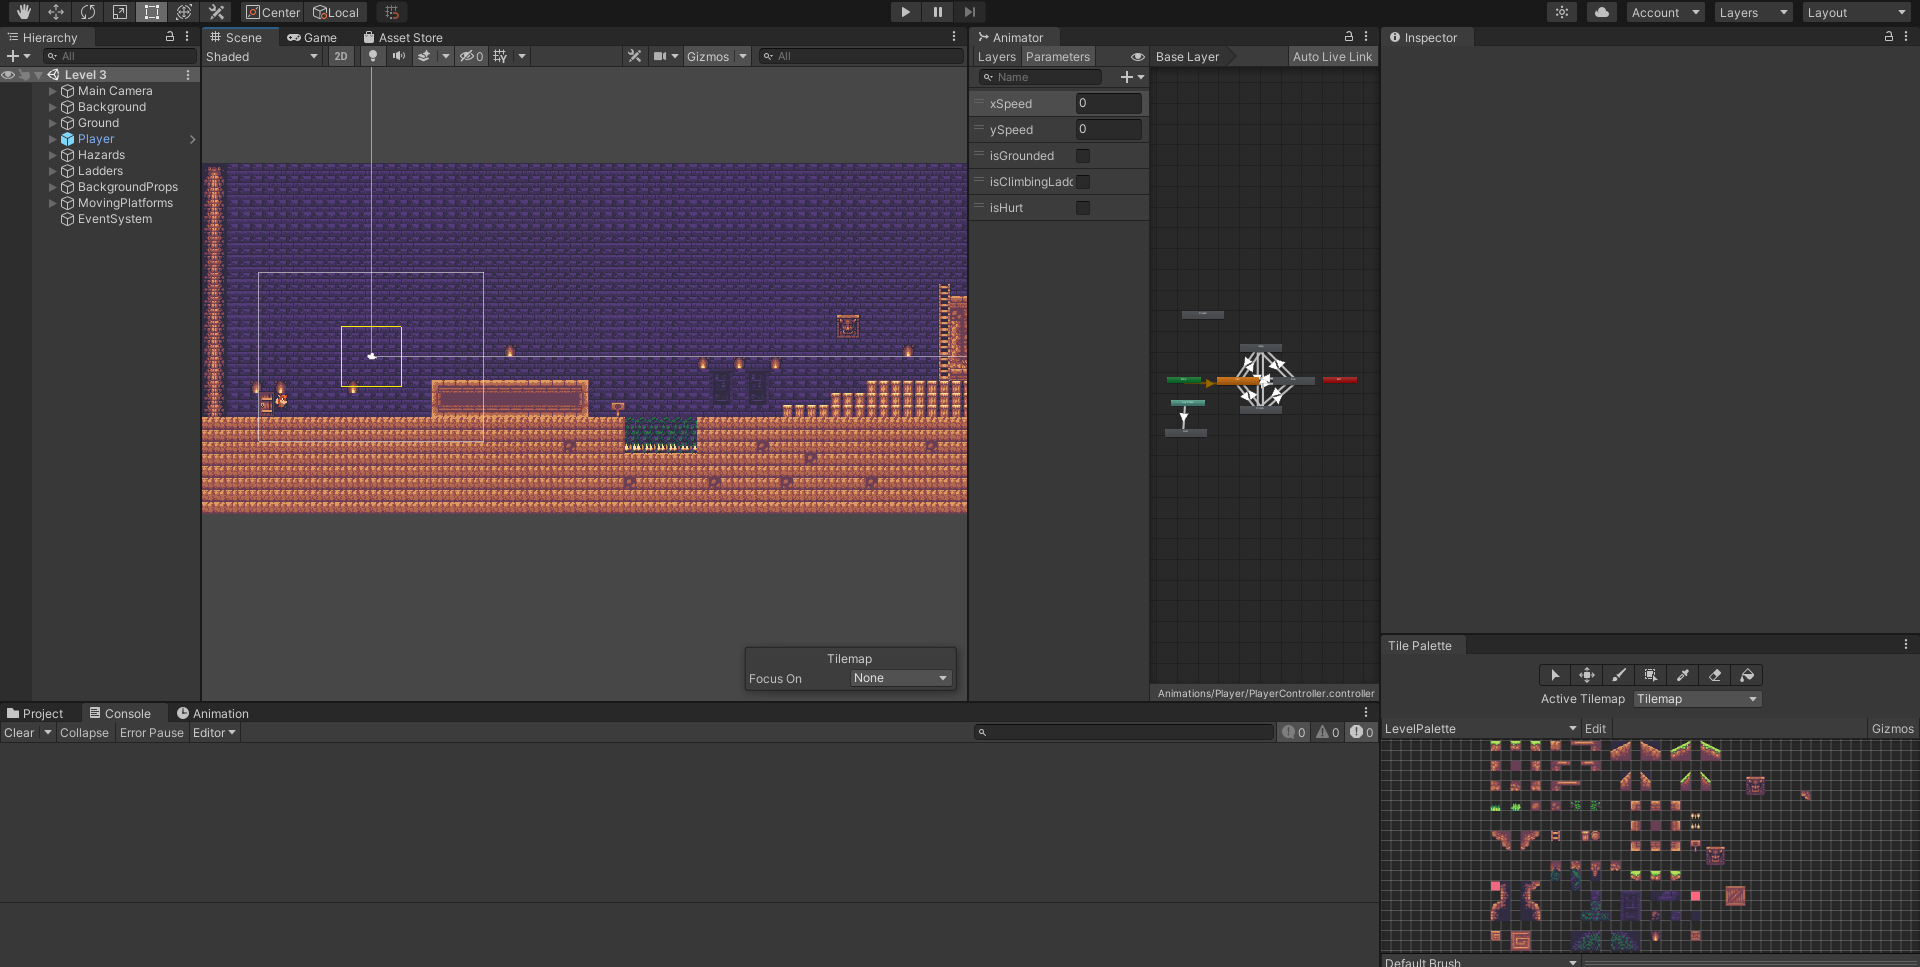 Center
Local
Account
Layers
Layout
Hierarchy
All
Level 3
Main Camera
Background
Ground
Player
Hazards
Ladders
BackgroundProps
MovingPlatforms
EventSystem
Scene
Game
Asset Store
Shaded
2D
0
Gizmos
All
Tilemap
Focus On
None
Animator
Layers
Parameters
Base Layer
Auto Live Link
Name
xSpeed
0
ySpeed
0
isGrounded
isClimbingLadd
isHurt
Animations/Player/PlayerController.controller
Inspector
Project
Console
Animation
Clear
Collapse
Error Pause
Editor
0
0
0
Tile Palette
Active Tilemap
Tilemap
LevelPalette
Edit
Gizmos
Default Brush